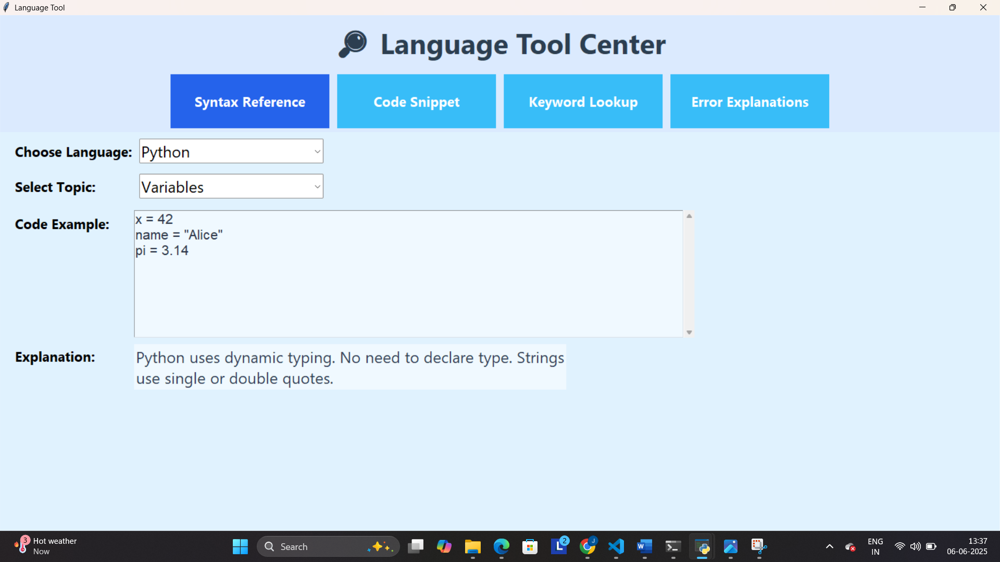 Language Tool
Language Tool Center
Syntax Reference
Code Snippet
Keyword Lookup
Error Explanations
Choose Language:
Python
Select Topic:
Variables
Code Example:
x = 42
name = "Alice"
pi = 3.14
Explanation:
Python uses dynamic typing. No need to declare type. Strings
use single or double quotes.
3
Hot weather
Now
Search
L
2
J
W
ENG
IN
13:37
06-06-2025